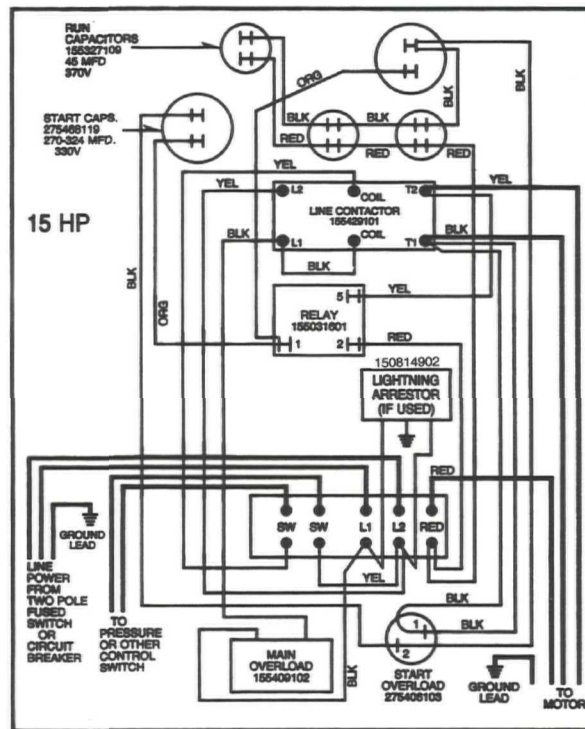 RUN
CAPACITORS
155327109
45 MFD
370V
START CAPS.
275468119
270-324 MFD.
330V
15 HP
ORG
BLK
BLK
BLK
RED
RED
RED
YEL
YEL
YEL
BLK
BLK
BLK
BLK
ORG
L2
COIL
T2
LINE CONTACTOR
155429101
L1
COIL
T1
5
YEL
RELAY
155031601
1
2
RED
150814902
LIGHTNING
ARRESTOR
(IF USED)
RED
SW
SW
L1
L2
RED
YEL
GROUND
LEAD
LINE
POWER
FROM
TWO POLE
FUSED
SWITCH
OR
CIRCUIT
BREAKER
TO
PRESSURE
OR OTHER
CONTROL
SWITCH
MAIN
OVERLOAD
155409102
BLK
BLK
BLK
1
2
START
OVERLOAD
275406103
GROUND
LEAD
TO
MOTOR